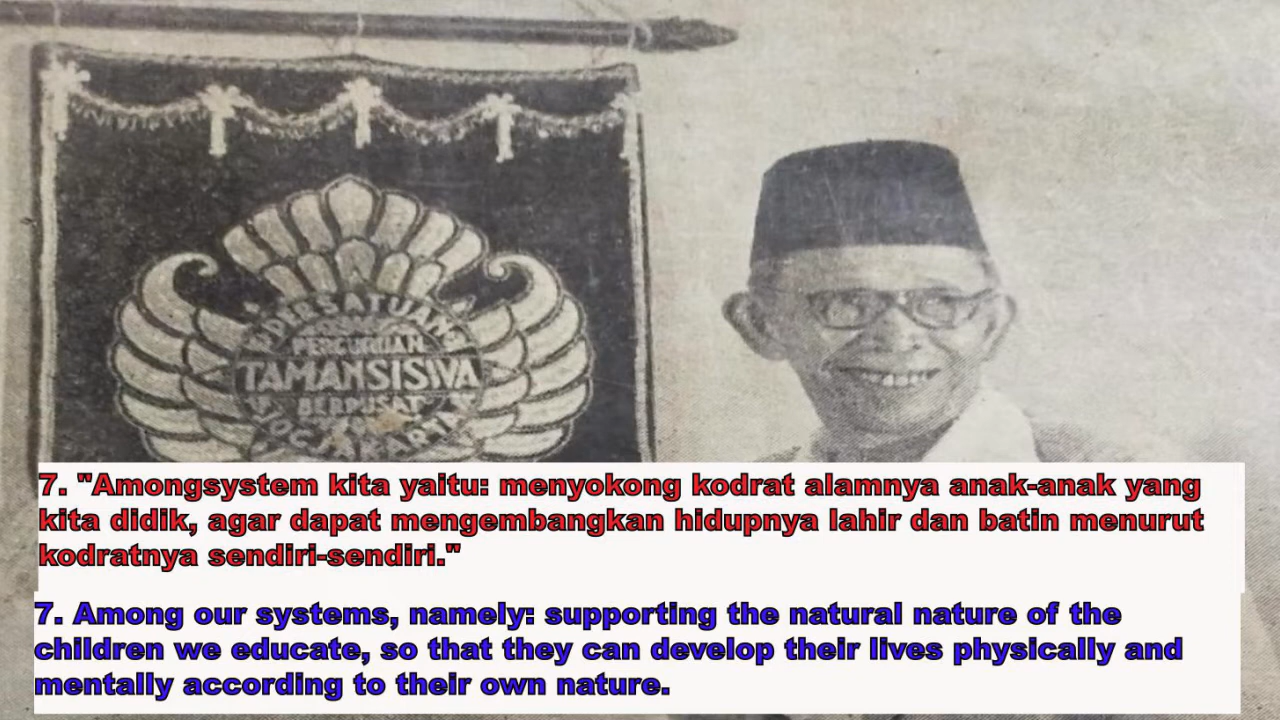 PERSATUAN
PERGURUAN
TAMANSISWA
BERPUSAT
JOGJAKARTA
7. "Amongsystem kita yaitu: menyokong kodrat alamnya anak-anak yang
kita didik, agar dapat mengembangkan hidupnya lahir dan batin menurut
kodratnya sendiri-sendiri."
7. Among our systems, namely: supporting the natural nature of the
children we educate, so that they can develop their lives physically and
mentally according to their own nature.